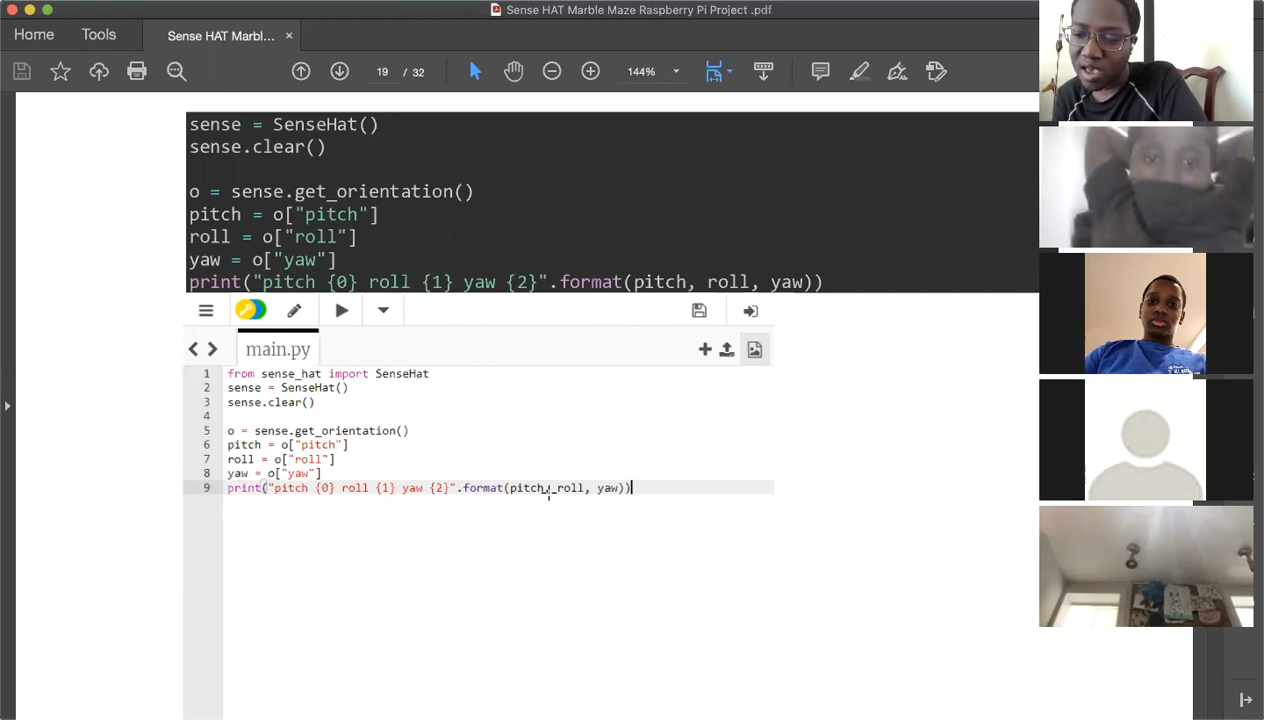 Sense HAT Marble Maze Raspberry Pi Project .pdf
Home Tools Sense HAT Marbl... ×
19 / 32 144%
sense = SenseHat()
sense.clear()
o = sense.get_orientation()
pitch = o["pitch"]
roll = o["roll"]
yaw = o["yaw"]
print("pitch {0} roll {1} yaw {2}".format(pitch, roll, yaw))
main.py
1 from sense_hat import SenseHat
2 sense = SenseHat()
3 sense.clear()
4
5 o = sense.get_orientation()
6 pitch = o["pitch"]
7 roll = o["roll"]
8 yaw = o["yaw"]
9 print("pitch {0} roll {1} yaw {2}".format(pitch, roll, yaw))